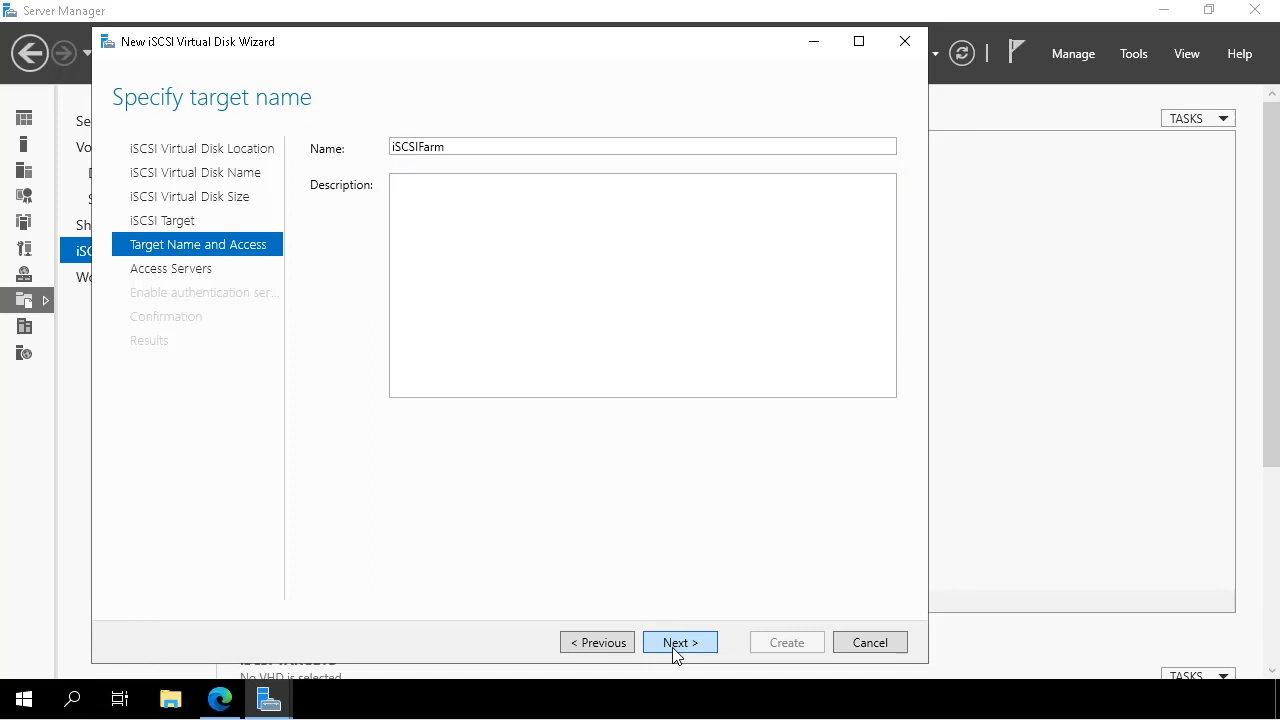 Server Manager
New iSCSI Virtual Disk Wizard
Manage
Tools
View
Help
Specify target name
TASKS
iSCSI Virtual Disk Location
iSCSI Virtual Disk Name
iSCSI Virtual Disk Size
iSCSI Target
Target Name and Access
Access Servers
Enable authentication ser...
Confirmation
Results
Name:
iSCSIFarm
Description:
< Previous
Next >
Create
Cancel
iSCSI TARGETS
No VHD is selected
TASKS